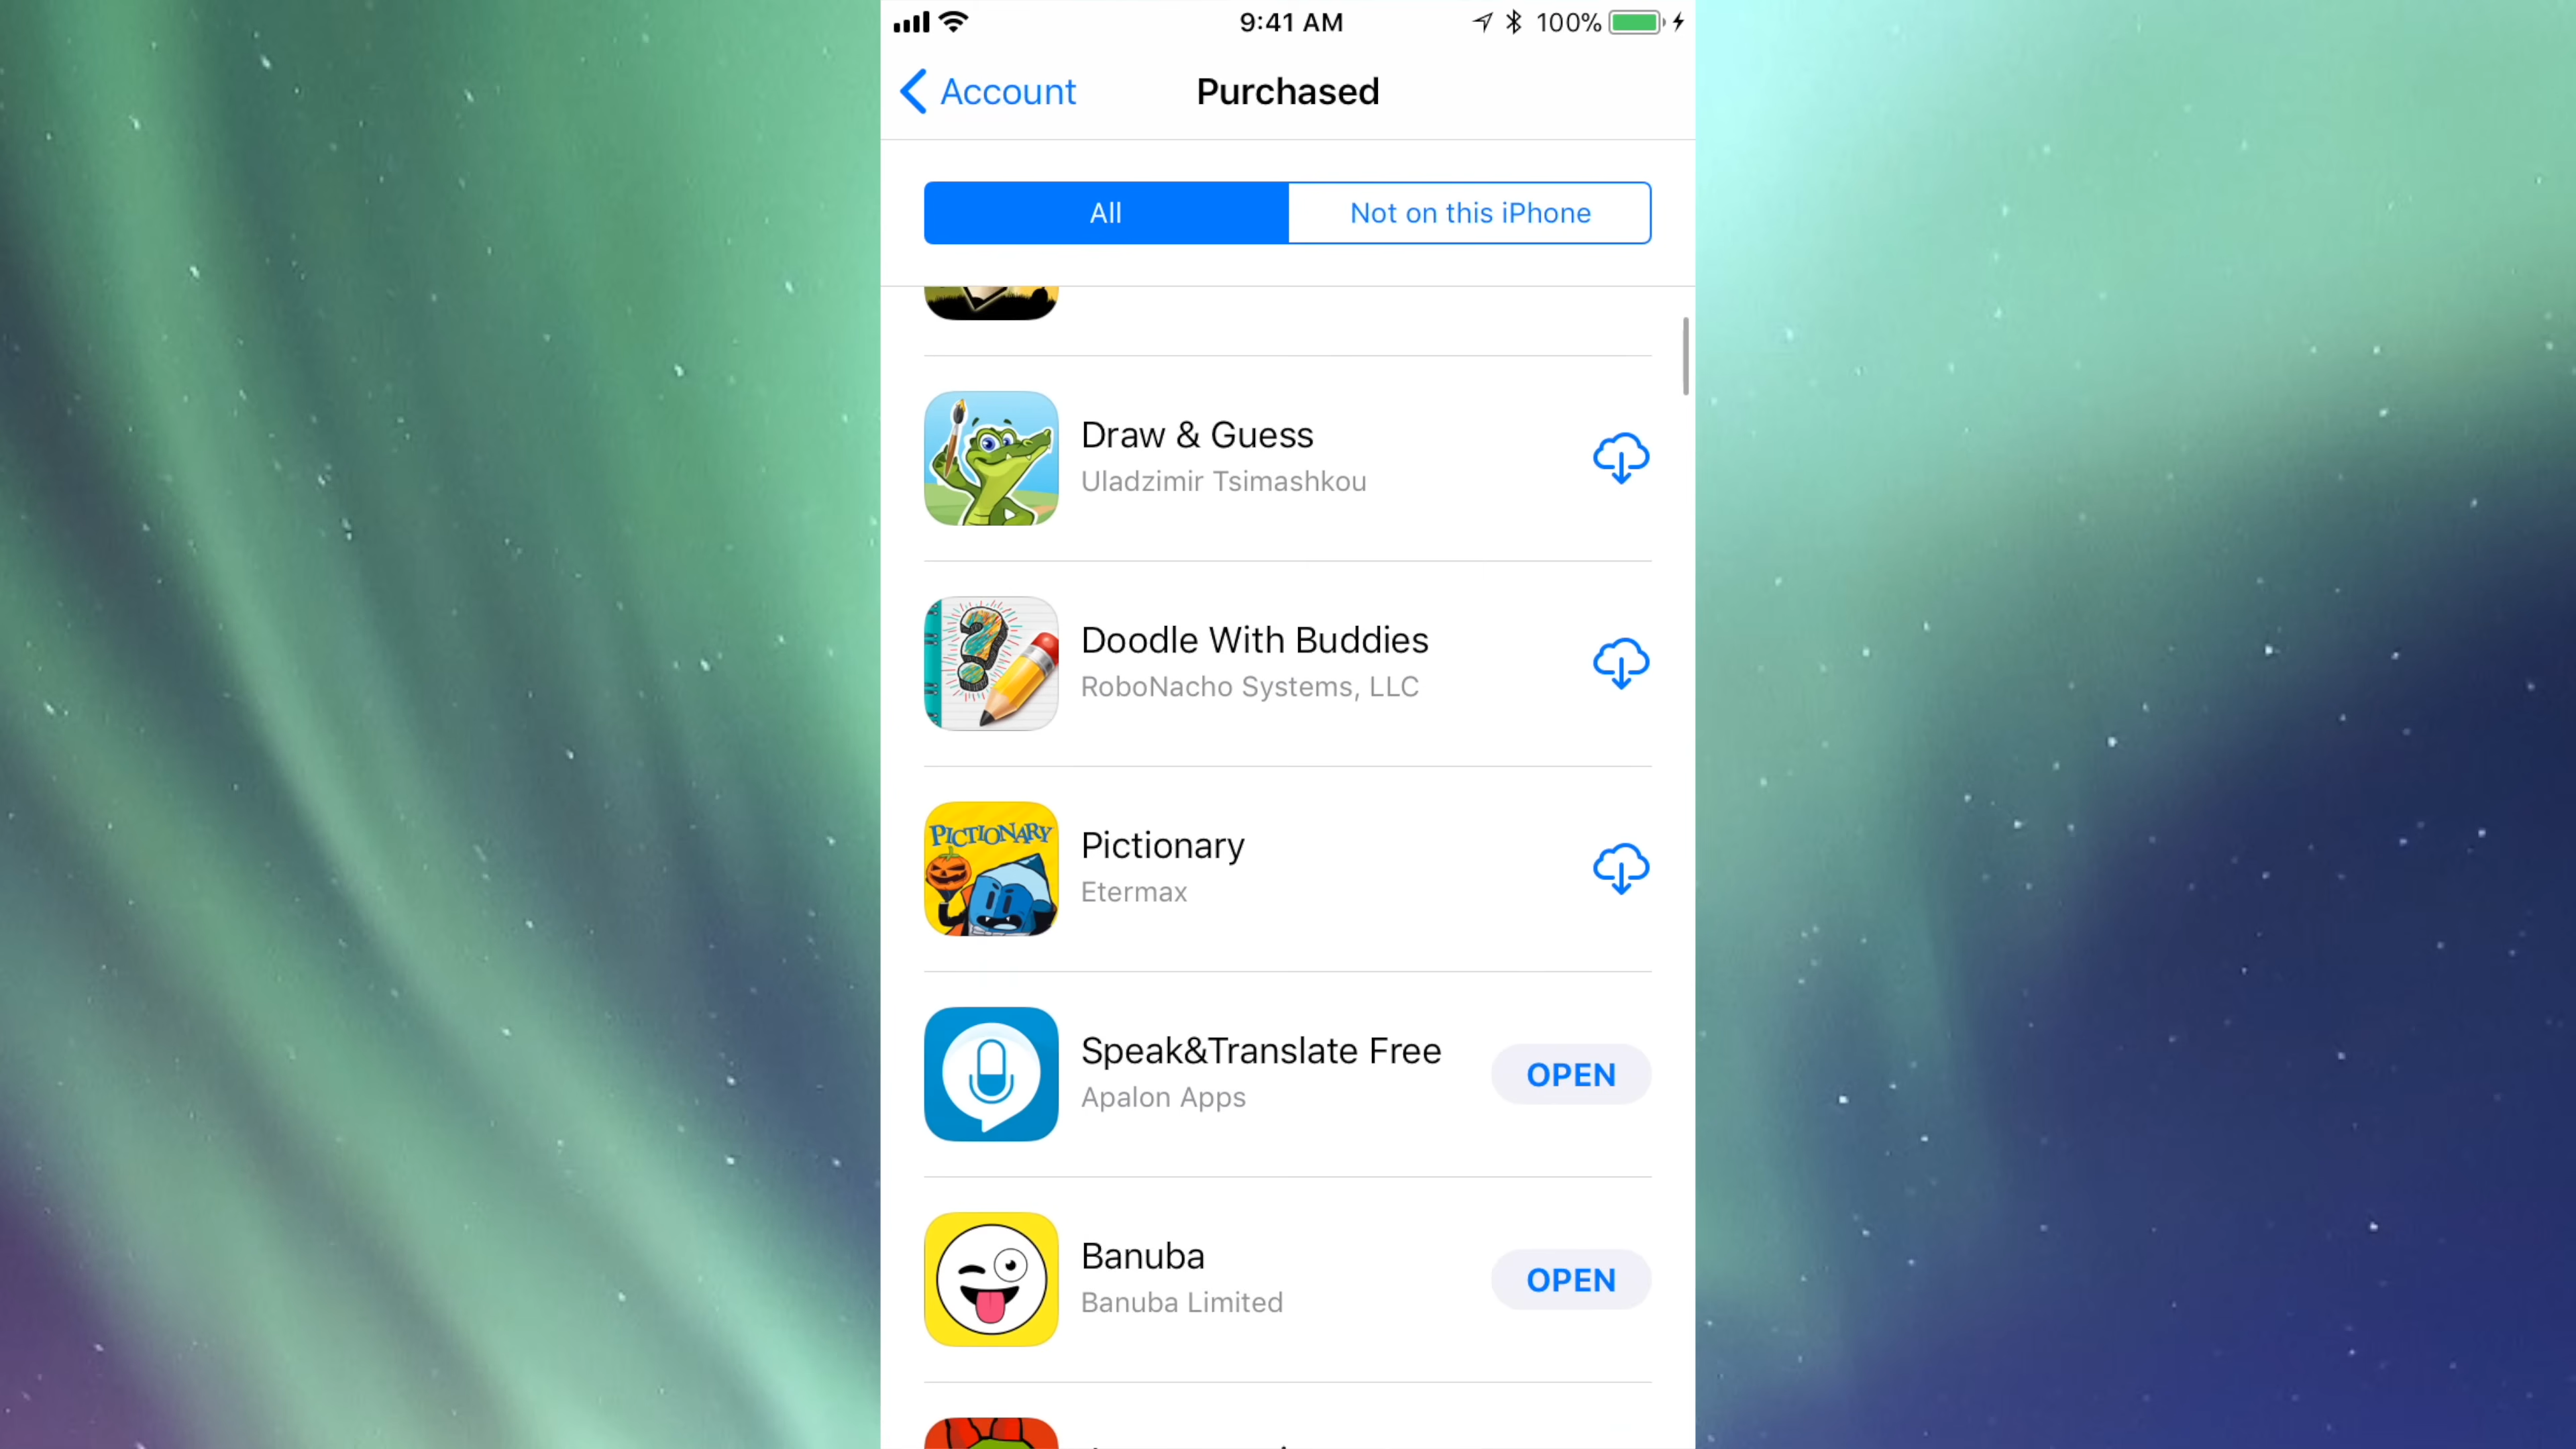 9:41 AM
100%
Account
Purchased
All
Not on this iPhone
Draw & Guess
Uladzimir Tsimashkou
Doodle With Buddies
RoboNacho Systems, LLC
PICTIONARY
Pictionary
Etermax
Speak&Translate Free
Apalon Apps
OPEN
Banuba
Banuba Limited
OPEN